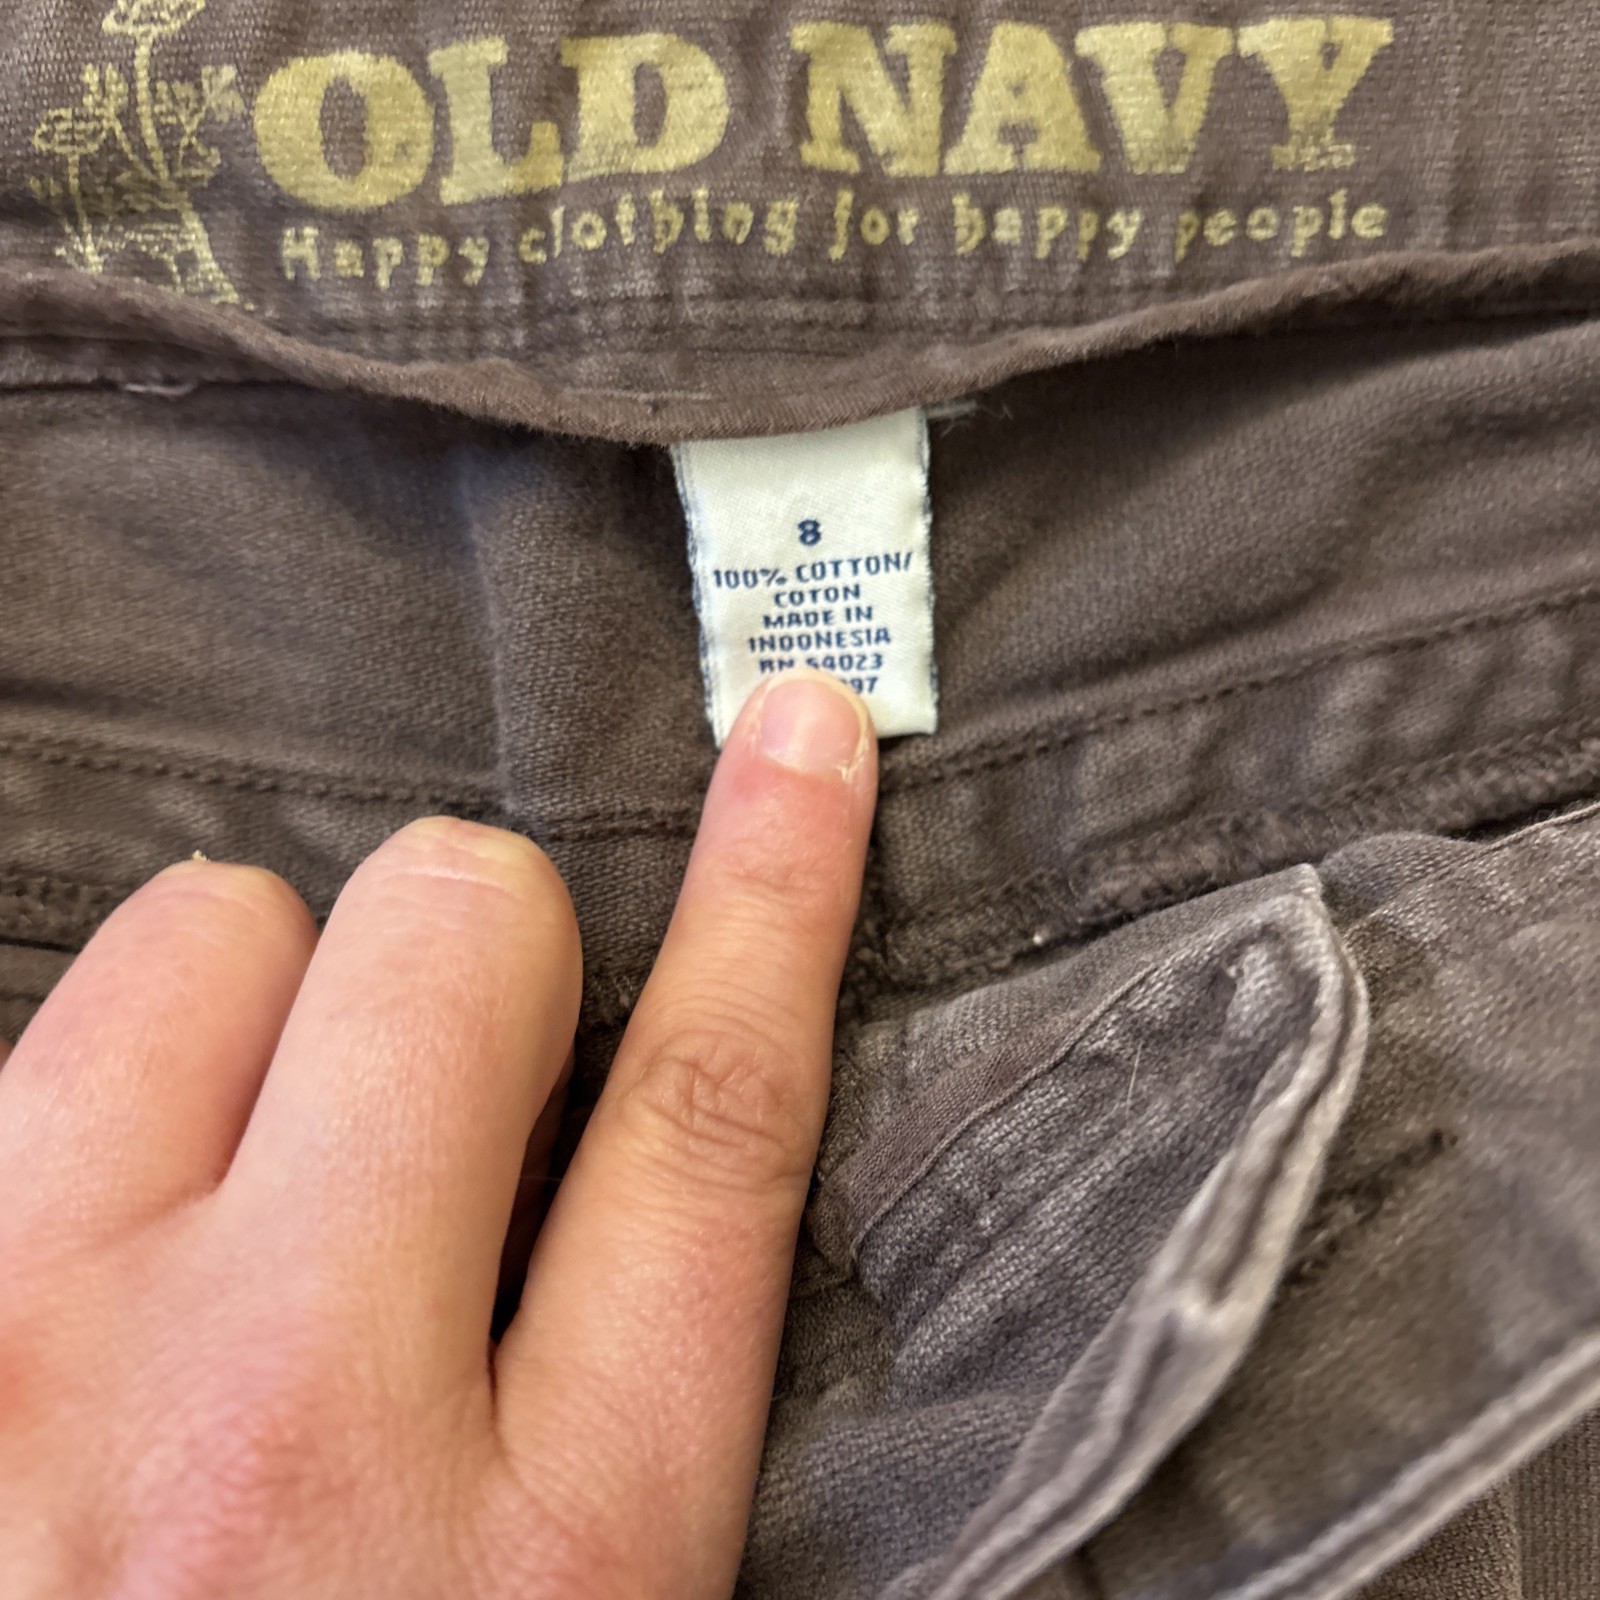 OLD NAVY
Happy clothing for happy people
8
100% COTTON/
COTON
MADE IN
INDONESIA
RN 54023